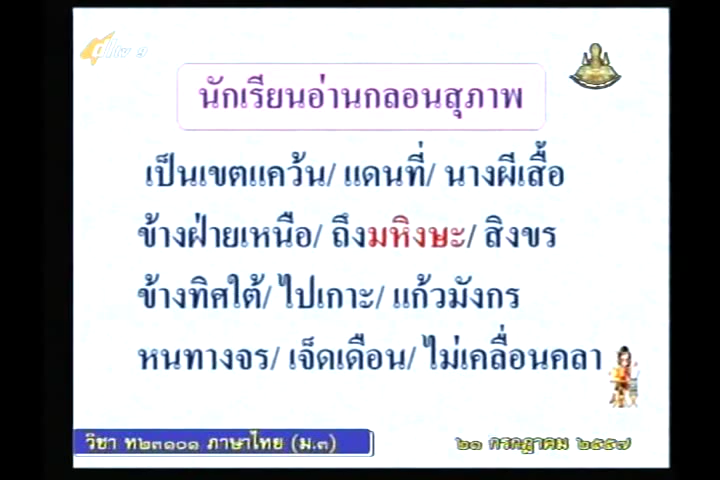 นักเรียนอ่านกลอนสุภาพ
เป็นเขตแคว้น/ แดนที่/ นางผีเสื้อ
ข้างฝ่ายเหนือ/ ถึงมหิงษะ/ สิงขร
ข้างทิศใต้/ ไปเกาะ/ แก้วมังกร
หนทางจร/ เจ็ดเดือน/ ไม่เคลื่อนคลา
วิชา ท๒๓๑๐๑ ภาษาไทย (ม.๓)
๒๑ กรกฎาคม ๒๕๕๗